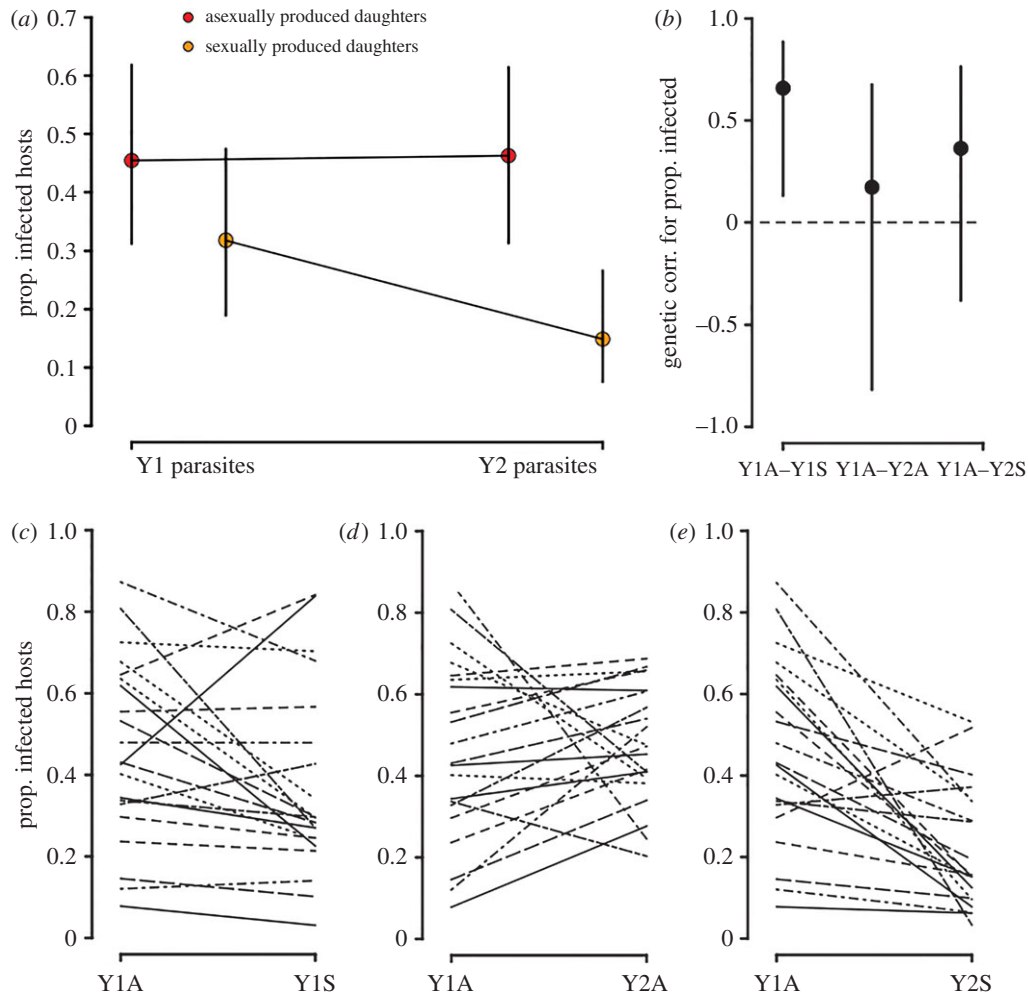 (a)
0.7
0.6
0.5
0.4
0.3
0.2
0.1
0
prop. infected hosts
asexually produced daughters
sexually produced daughters
Y1 parasites
Y2 parasites
(b)
1.0
0.5
0
−0.5
−1.0
genetic corr. for prop. infected
Y1A–Y1S
Y1A–Y2A
Y1A–Y2S
(c)
1.0
0.8
0.6
0.4
0.2
0
prop. infected hosts
Y1A
Y1S
(d)
1.0
0.8
0.6
0.4
0.2
0
Y1A
Y2A
(e)
1.0
0.8
0.6
0.4
0.2
0
Y1A
Y2S